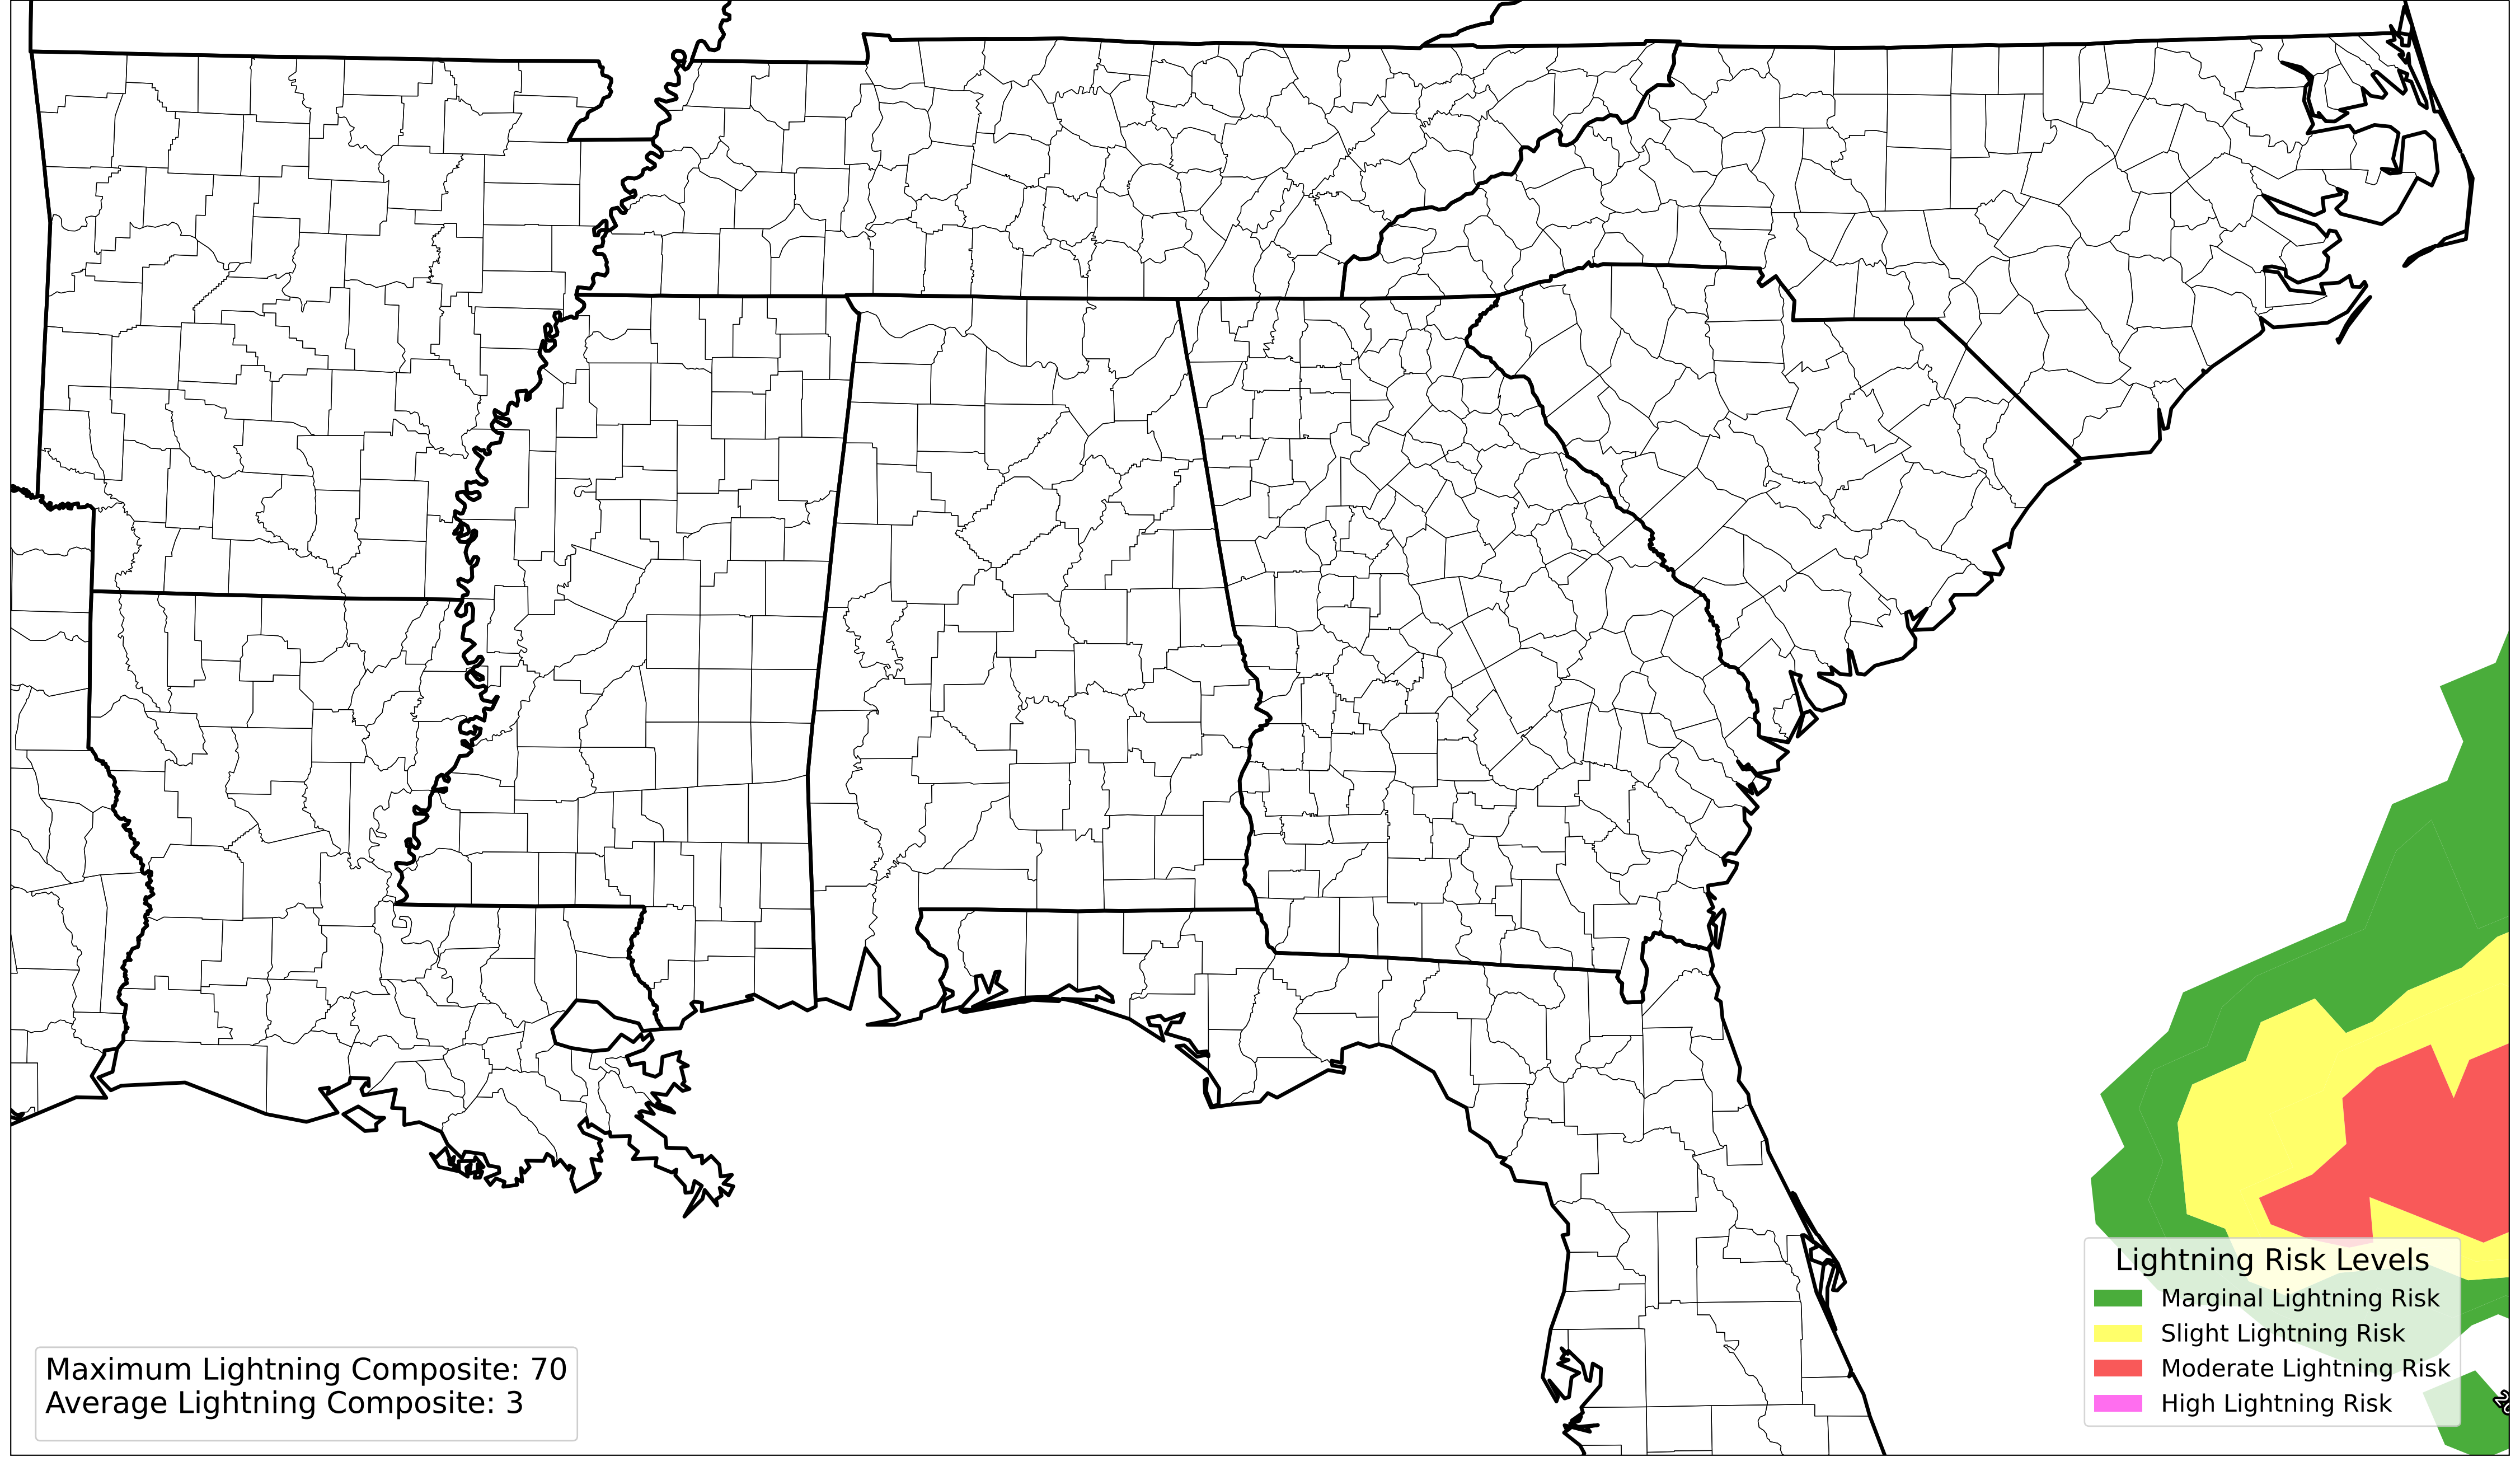 Lightning Risk Levels
Marginal Lightning Risk
Slight Lightning Risk
Moderate Lightning Risk
High Lightning Risk
Maximum Lightning Composite: 70
Average Lightning Composite: 3